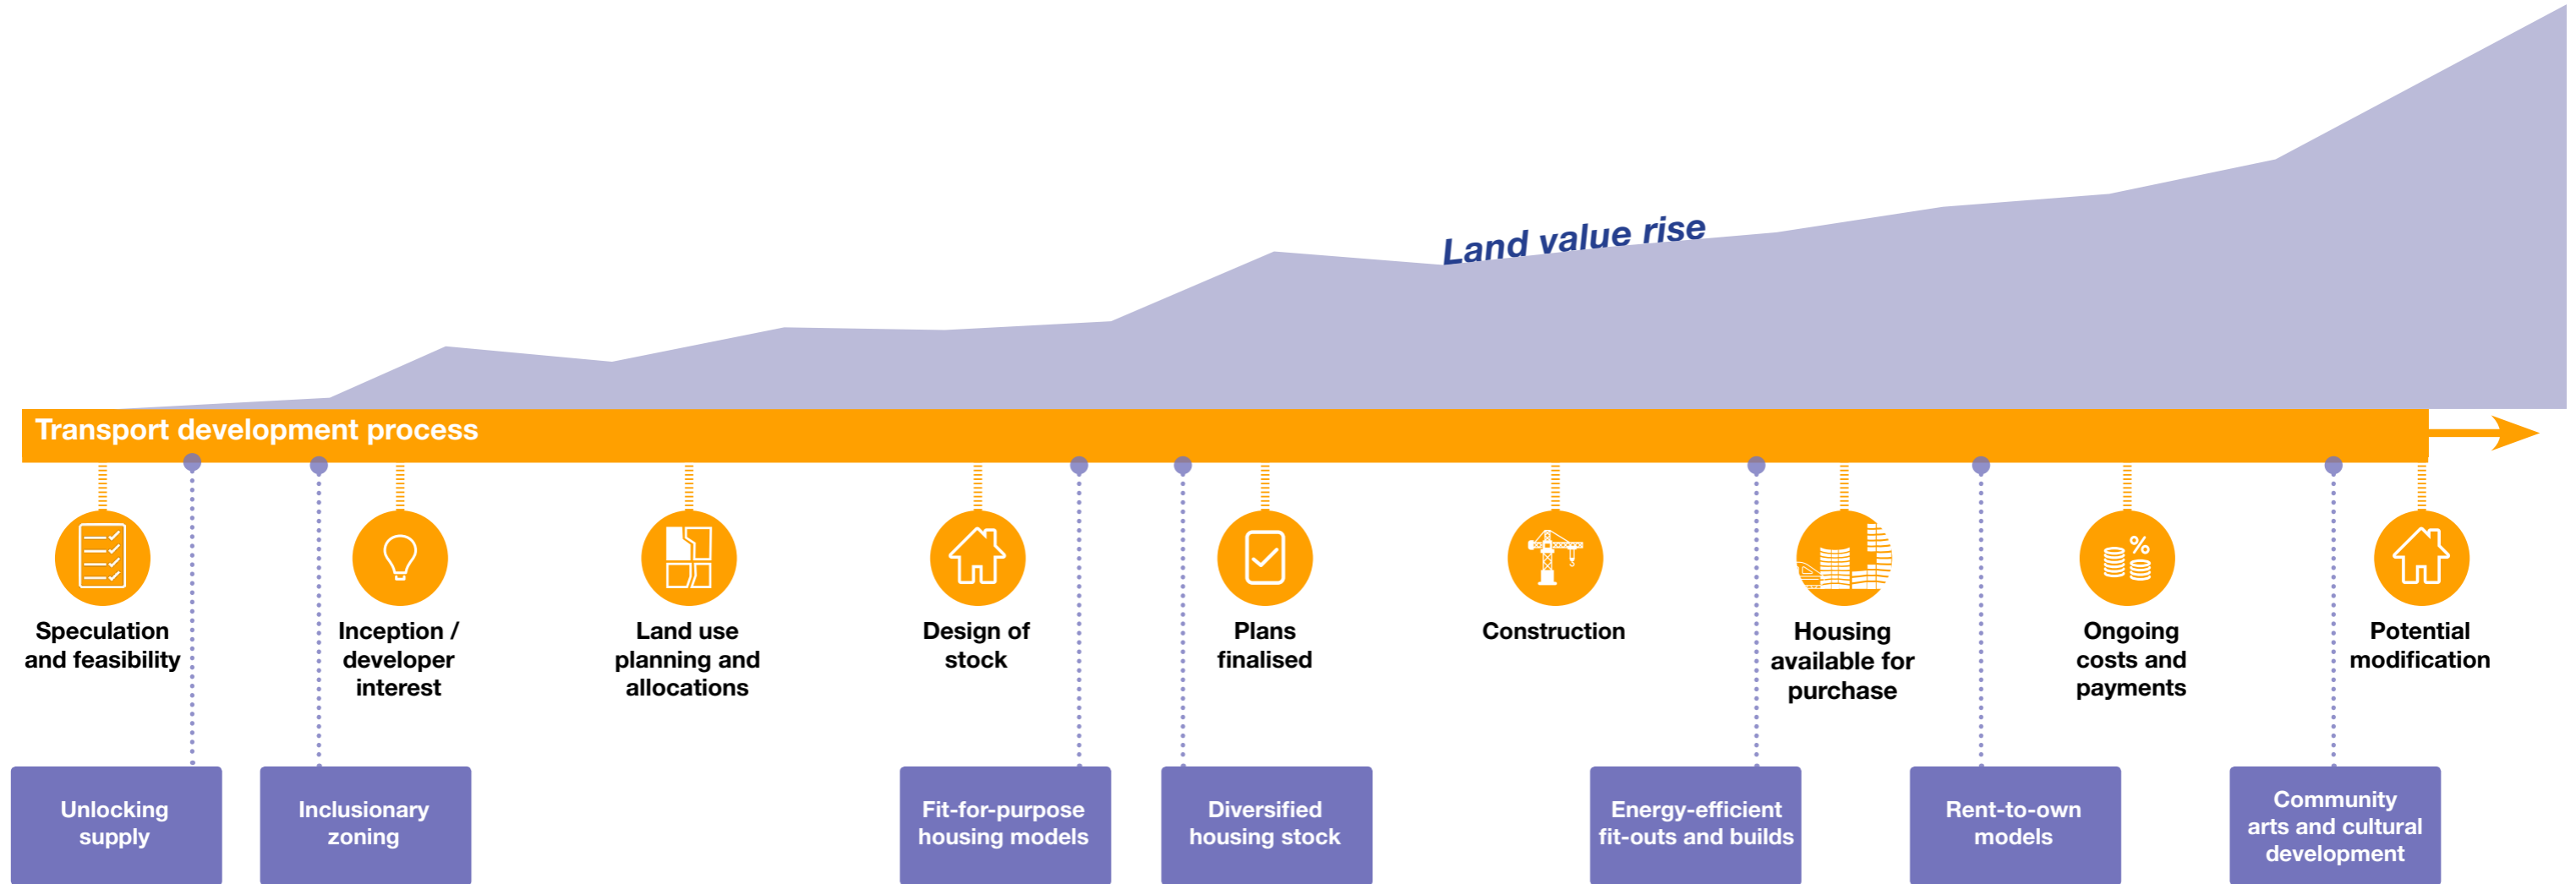 Land value rise
Transport development process
%
Speculation
and feasibility
Inception /
developer
interest
Land use
planning and
allocations
Design of
stock
Plans
finalised
Construction
Housing
available for
purchase
Ongoing
costs and
payments
Potential
modification
Unlocking
supply
Inclusionary
zoning
Fit-for-purpose
housing models
Diversified
housing stock
Energy-efficient
fit-outs and builds
Rent-to-own
models
Community
arts and cultural
development